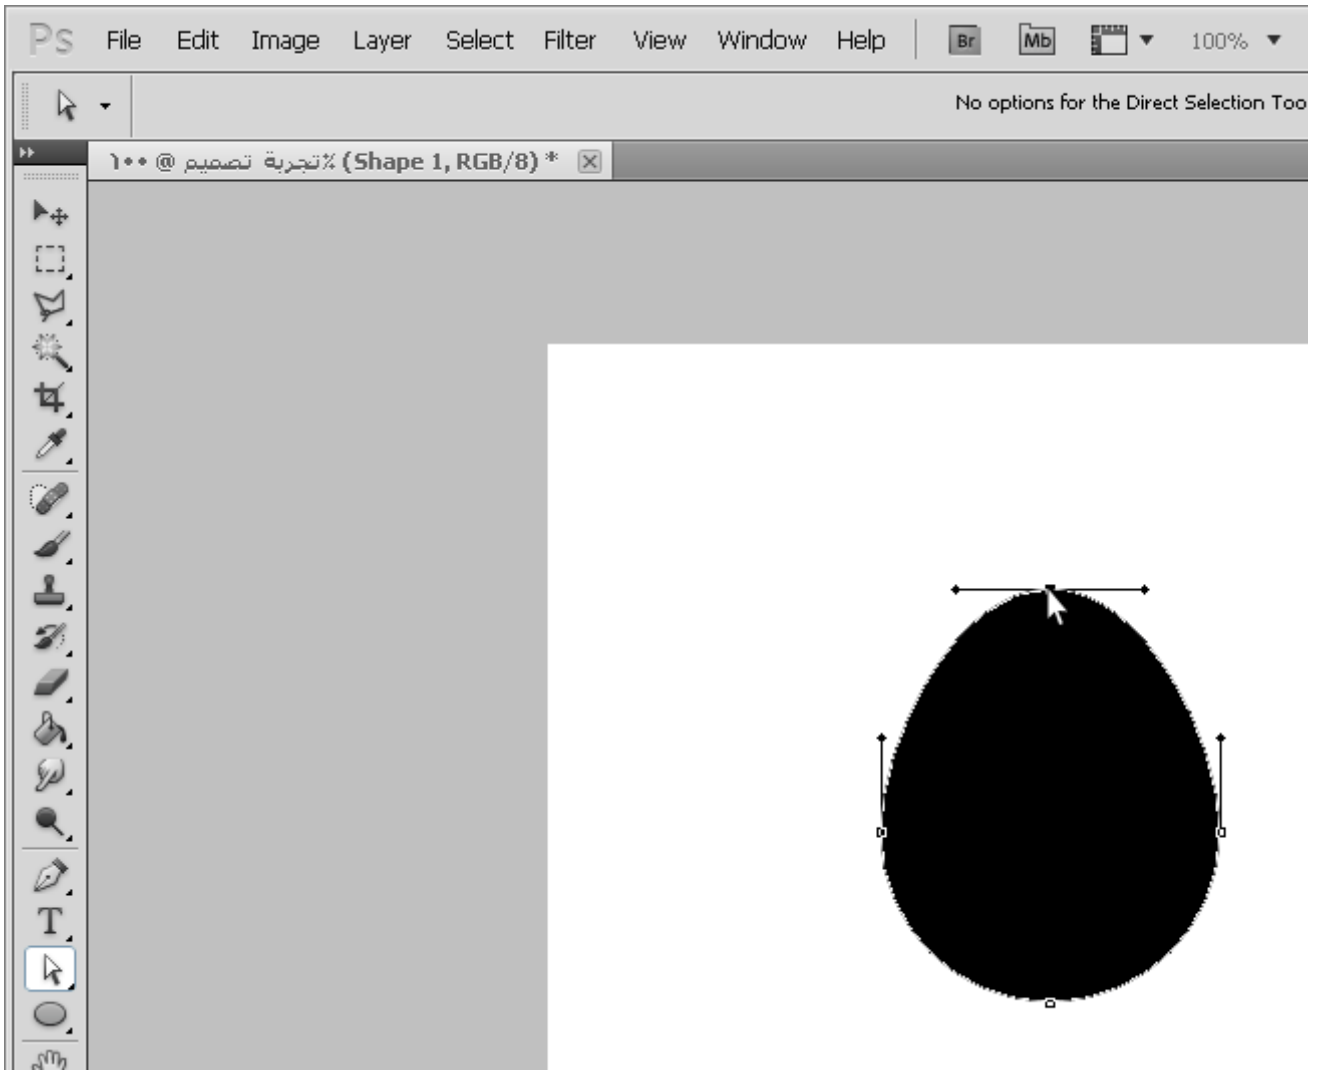 Ps File Edit Image Layer Select Filter View Window Help Br Mb 100%
No options for the Direct Selection Too
تجربة تصميم @ ١٠٠٪ (Shape 1, RGB/8) *
T